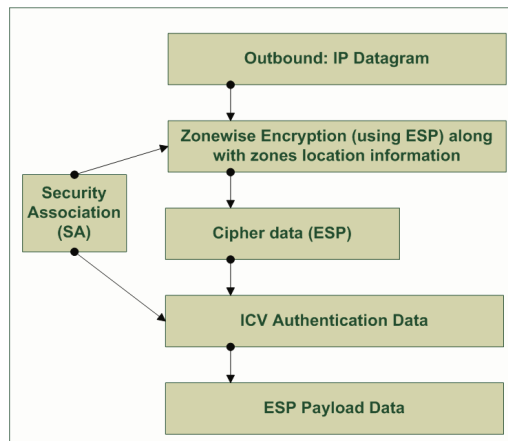 Outbound: IP Datagram
Zonewise Encryption (using ESP) along
with zones location information
Security
Association
(SA)
Cipher data (ESP)
ICV Authentication Data
ESP Payload Data